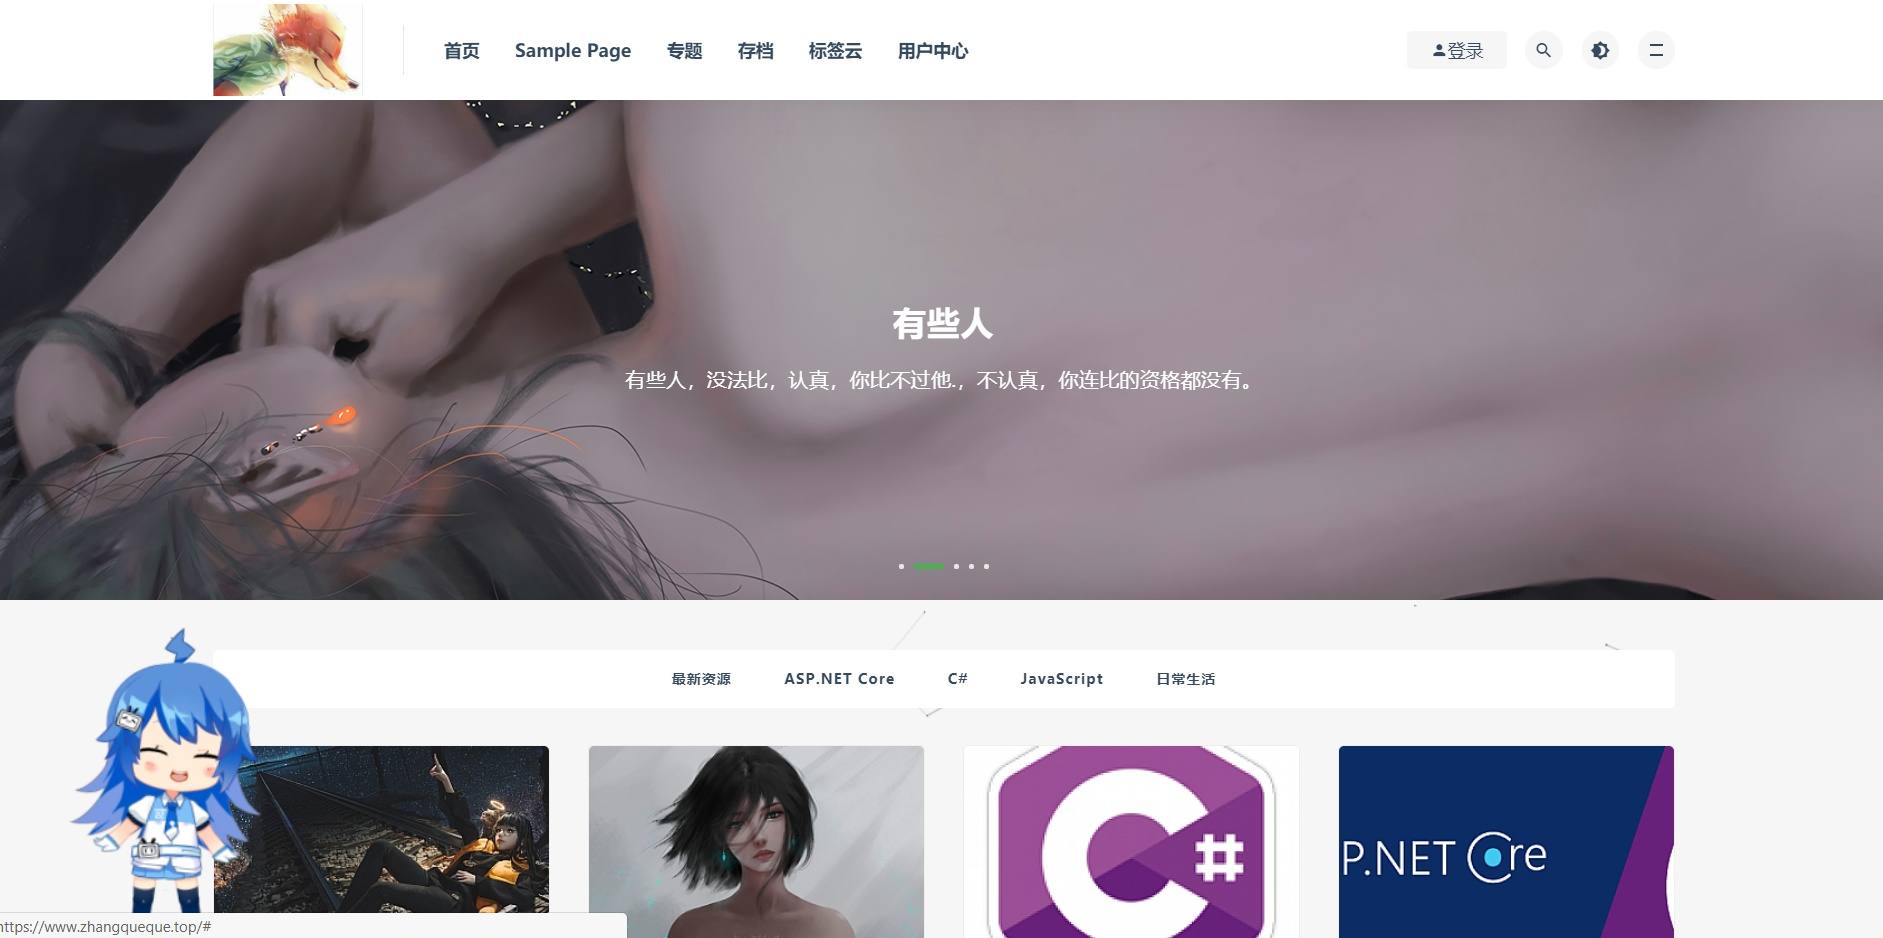 首页 Sample Page 专题 存档 标签云 用户中心 登录
有些人
有些人，没法比，认真，你比不过他.，不认真，你连比的资格都没有。
最新资源 ASP.NET Core C# JavaScript 日常生活
C#
P.NET Core
https://www.zhangqueque.top/#